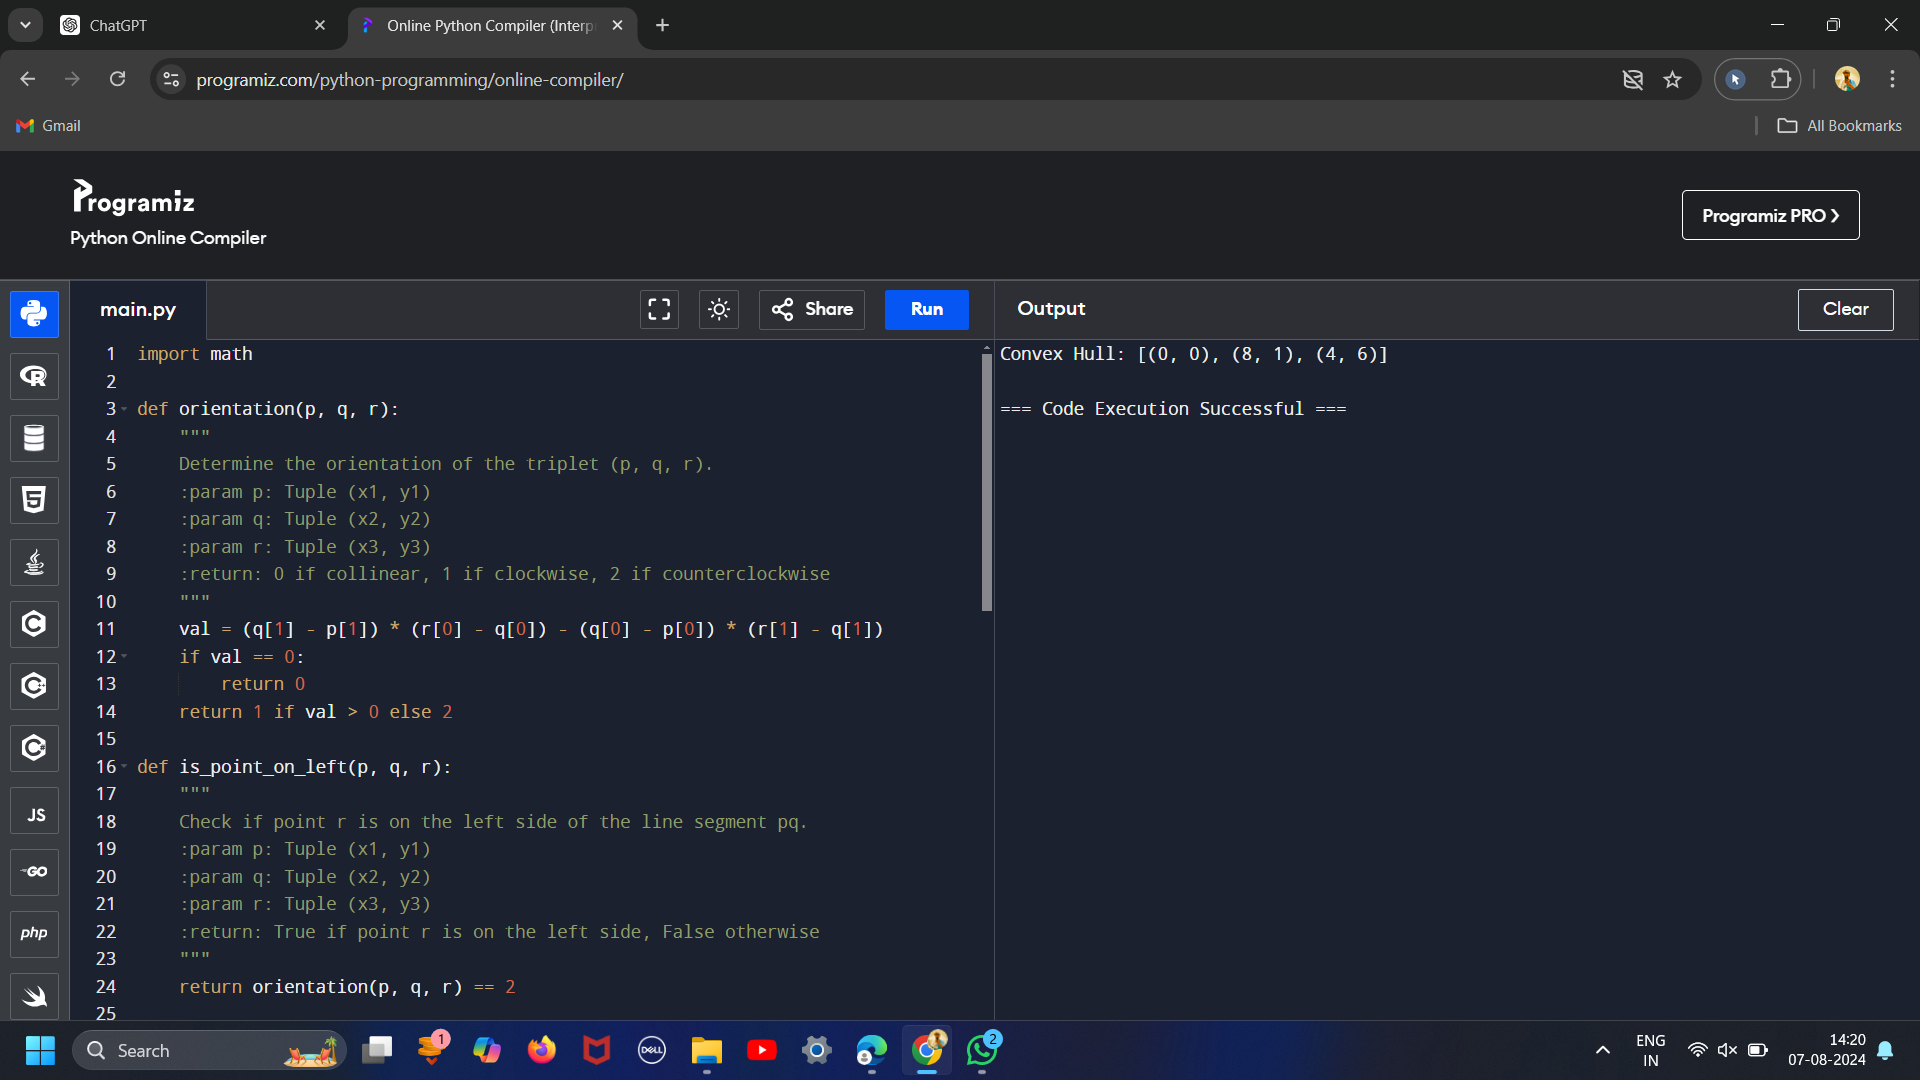 ChatGPT
Online Python Compiler (Interp
programiz.com/python-programming/online-compiler/
Gmail
All Bookmarks
Programiz
Python Online Compiler
Programiz PRO
main.py
Share
Run
Output
Clear
1 import math
2
3 def orientation(p, q, r):
4 """
5 Determine the orientation of the triplet (p, q, r).
6 :param p: Tuple (x1, y1)
7 :param q: Tuple (x2, y2)
8 :param r: Tuple (x3, y3)
9 :return: 0 if collinear, 1 if clockwise, 2 if counterclockwise
10 """
11 val = (q[1] - p[1]) * (r[0] - q[0]) - (q[0] - p[0]) * (r[1] - q[1])
12 if val == 0:
13 return 0
14 return 1 if val > 0 else 2
15
16 def is_point_on_left(p, q, r):
17 """
18 Check if point r is on the left side of the line segment pq.
19 :param p: Tuple (x1, y1)
20 :param q: Tuple (x2, y2)
21 :param r: Tuple (x3, y3)
22 :return: True if point r is on the left side, False otherwise
23 """
24 return orientation(p, q, r) == 2
25
Convex Hull: [(0, 0), (8, 1), (4, 6)]
=== Code Execution Successful ===
R
5
C
C
C
JS
GO
php
Search
1
DELL
2
ENG
IN
14:20
07-08-2024